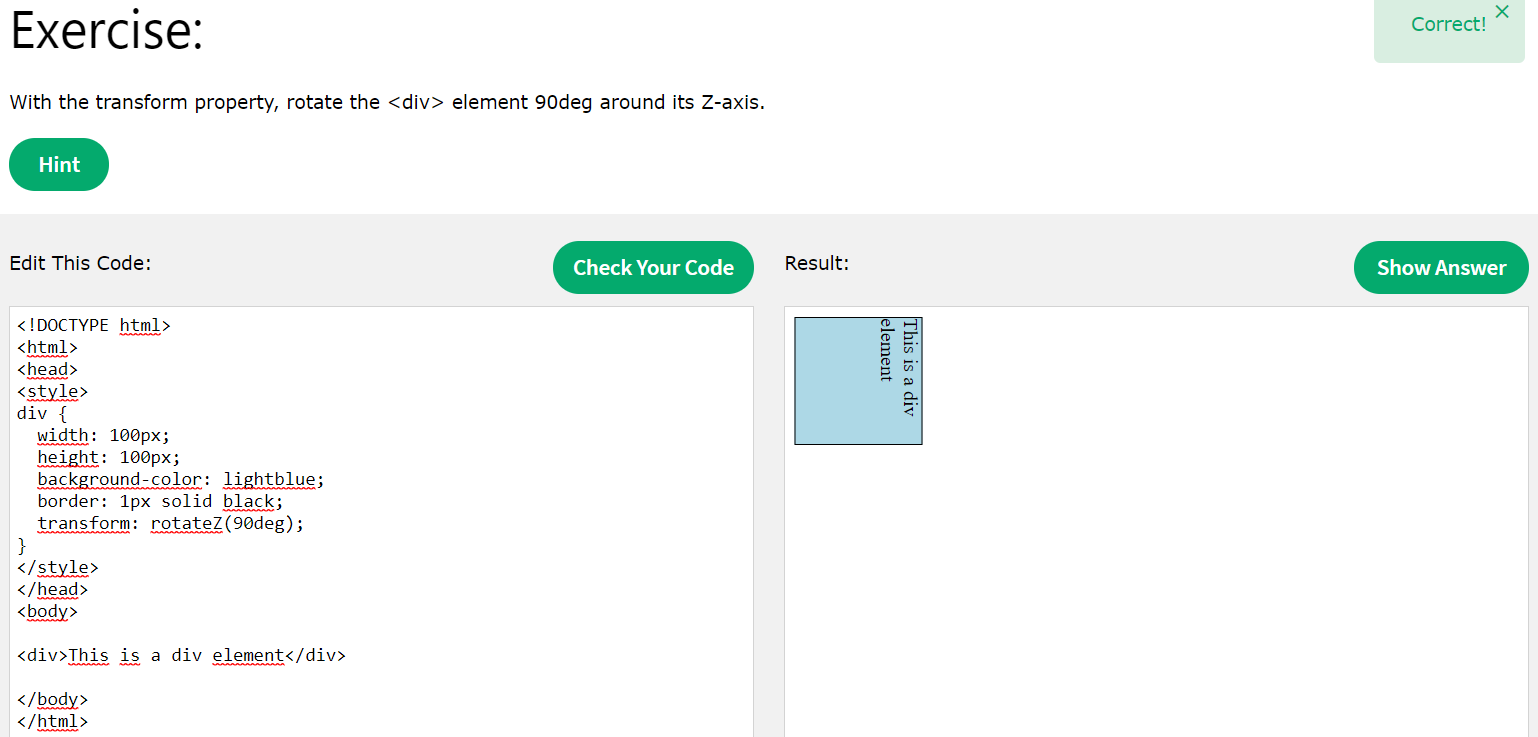 Exercise:
Correct!
×
With the transform property, rotate the <div> element 90deg around its Z-axis.
Hint
Edit This Code:
Check Your Code
<!DOCTYPE html>
<html>
<head>
<style>
div {
  width: 100px;
  height: 100px;
  background-color: lightblue;
  border: 1px solid black;
  transform: rotateZ(90deg);
}
</style>
</head>
<body>

<div>This is a div element</div>

</body>
</html>
Result:
Show Answer
This is a div
element